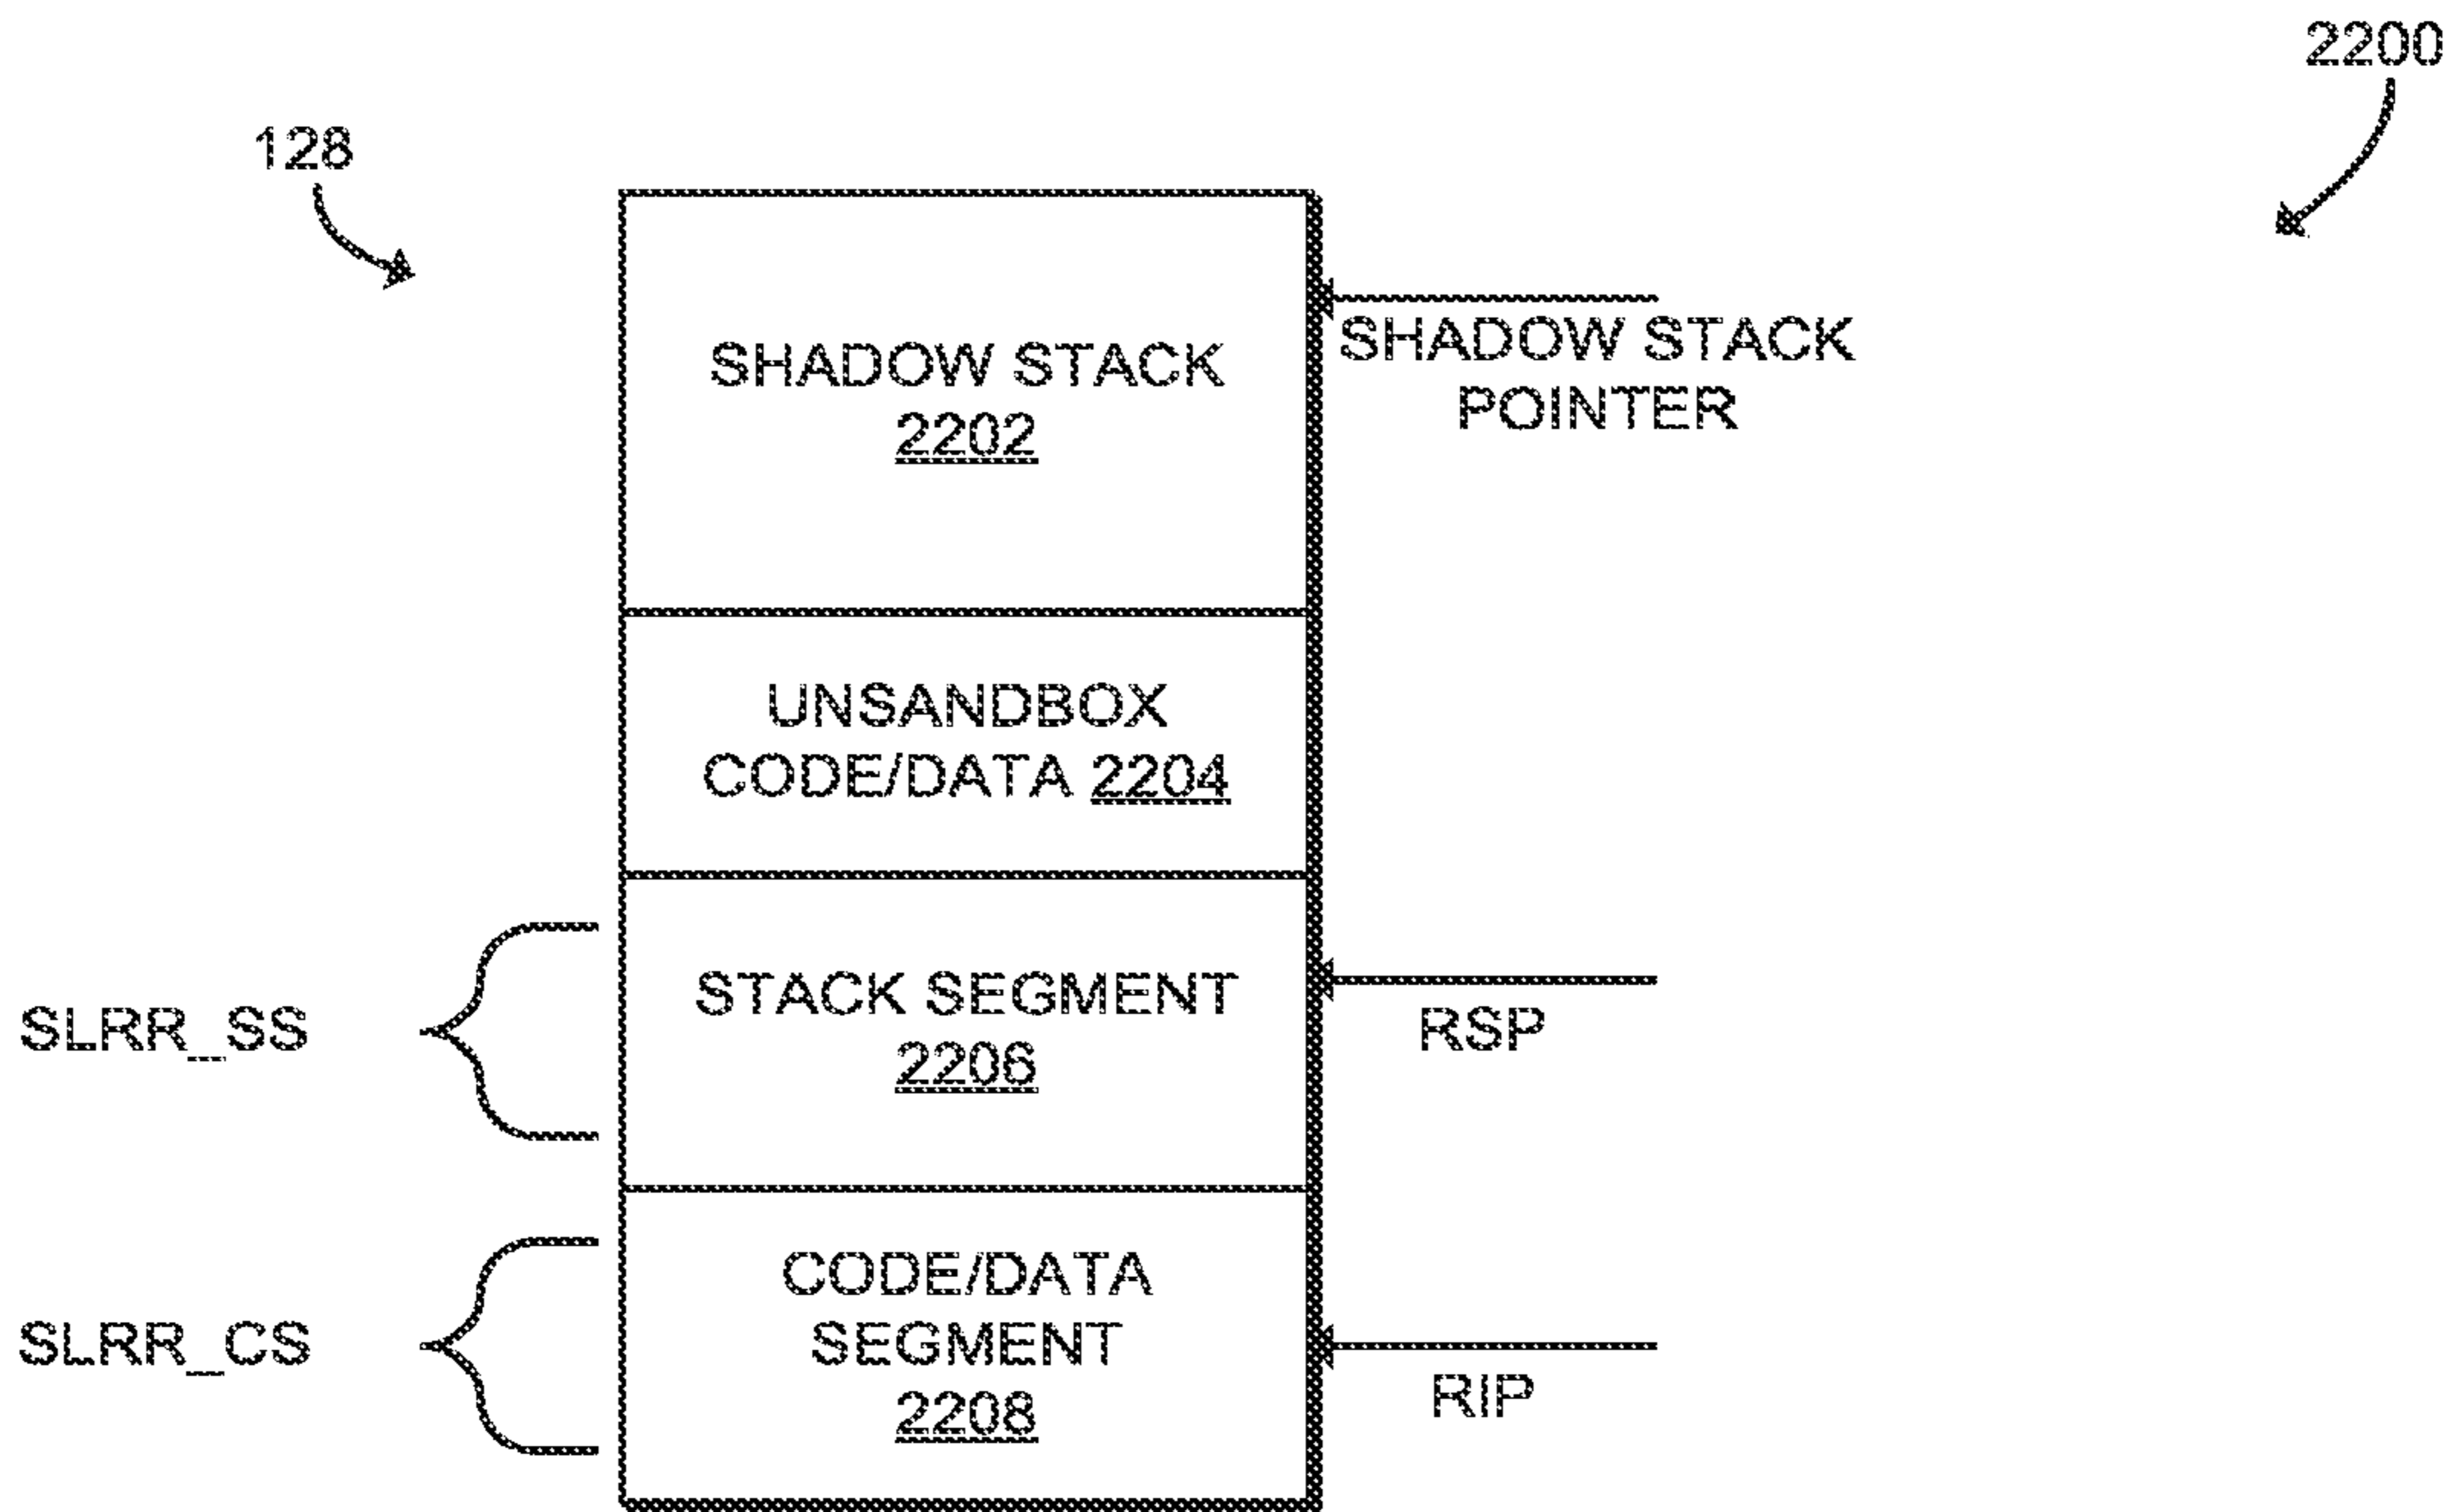 2200
128
SHADOW STACK
2202
SHADOW STACK
POINTER
UNSANDBOX
CODE/DATA 2204
STACK SEGMENT
2206
SLRR_SS
RSP
CODE/DATA
SEGMENT
2208
SLRR_CS
RIP